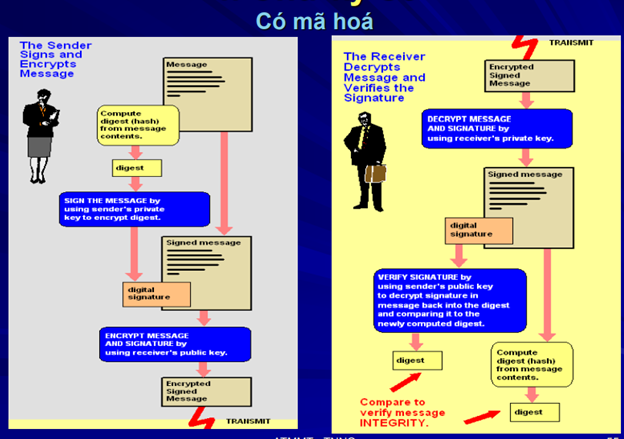 Có mã hoá
The Sender
Signs and
Encrypts
Message
Message
Compute
digest (hash)
from message
contents.
digest
SIGN THE MESSAGE by
using sender's private
key to encrypt digest.
Signed message
digital
signature
ENCRYPT MESSAGE
AND SIGNATURE by
using receiver's public key.
Encrypted
Signed
Message
TRANSMIT
TRANSMIT
The Receiver
Decrypts
Message and
Verifies the
Signature
Encrypted
Signed
Message
DECRYPT MESSAGE
AND SIGNATURE by
using receiver's private key.
Signed message
digital
signature
VERIFY SIGNATURE by
using sender's public key
to decrypt signature in
message back into the digest
and comparing it to the
newly computed digest.
digest
Compute
digest (hash)
from message
contents.
Compare to
verify message
INTEGRITY.
digest